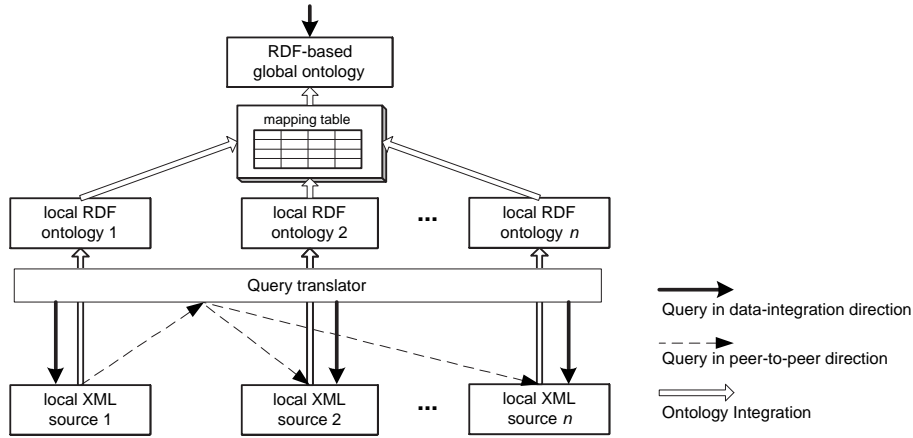 RDF-based
global ontology
mapping table
local RDF
ontology 1
local RDF
ontology 2
...
local RDF
ontology n
Query translator
local XML
source 1
local XML
source 2
...
local XML
source n
Query in data-integration direction
Query in peer-to-peer direction
Ontology Integration